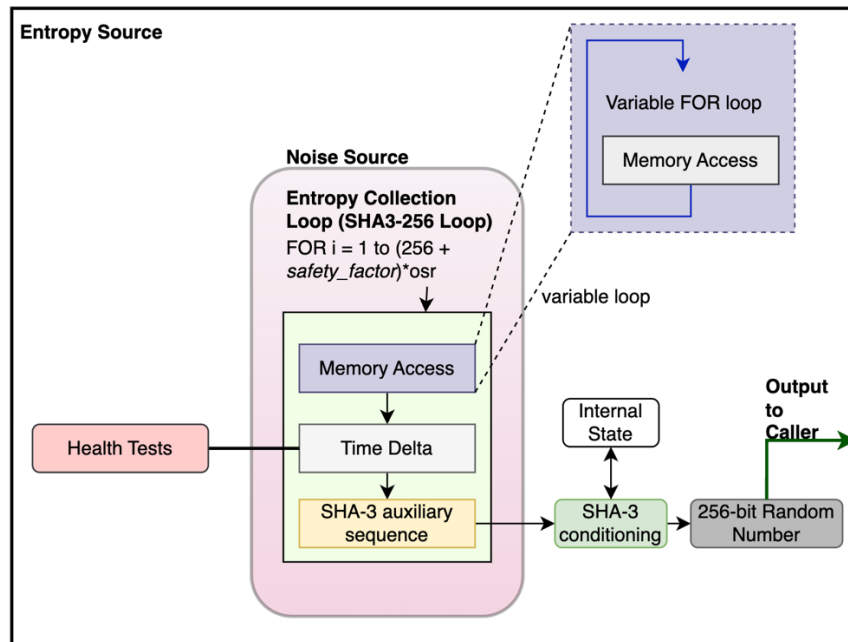 Entropy Source
Variable FOR loop
Memory Access
variable loop
Noise Source
Entropy Collection
Loop (SHA3-256 Loop)
FOR i = 1 to (256 +
safety_factor)*osr
Memory Access
Time Delta
SHA-3 auxiliary
sequence
Health Tests
Internal
State
SHA-3
conditioning
256-bit Random
Number
Output
to
Caller